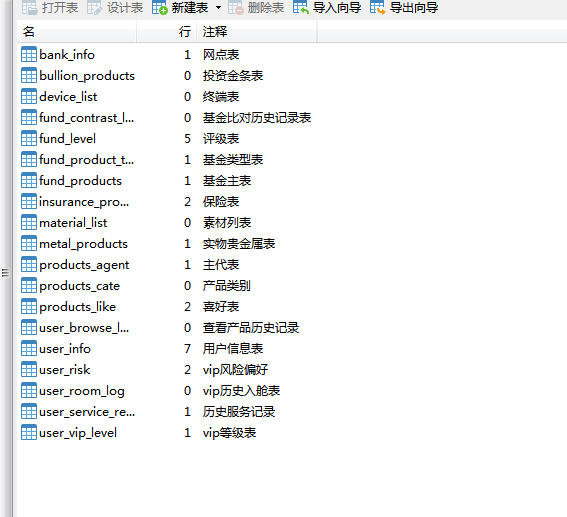 打开表 设计表 新建表 删除表 导入向导 导出向导
名 行 注释
bank_info 1 网点表
bullion_products 0 投资金条表
device_list 0 终端表
fund_contrast_l... 0 基金比对历史记录表
fund_level 5 评级表
fund_product_t... 1 基金类型表
fund_products 1 基金主表
insurance_pro... 2 保险表
material_list 0 素材列表
metal_products 1 实物贵金属表
products_agent 1 主代表
products_cate 0 产品类别
products_like 2 喜好表
user_browse_l... 0 查看产品历史记录
user_info 7 用户信息表
user_risk 2 vip风险偏好
user_room_log 0 vip历史入舱表
user_service_re... 1 历史服务记录
user_vip_level 1 vip等级表